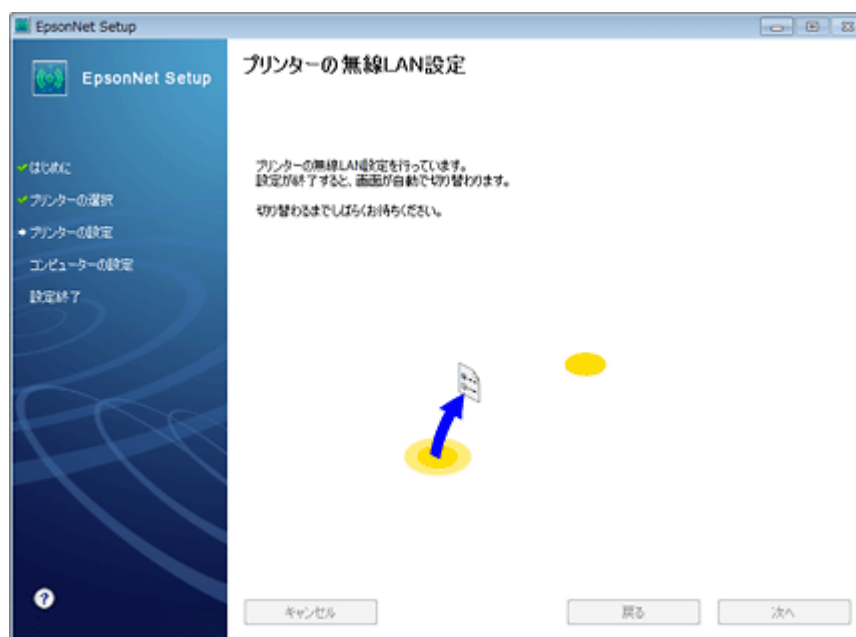 EpsonNet Setup
EpsonNet Setup
プリンターの無線LAN設定
はじめに
プリンターの選択
プリンターの設定
コンピューターの設定
設定終了
プリンターの無線LAN設定を行っています。
設定が終了すると、画面が自動で切り替わります。
切り替わるまでしばらくお待ちください。
?
キャンセル
戻る
次へ